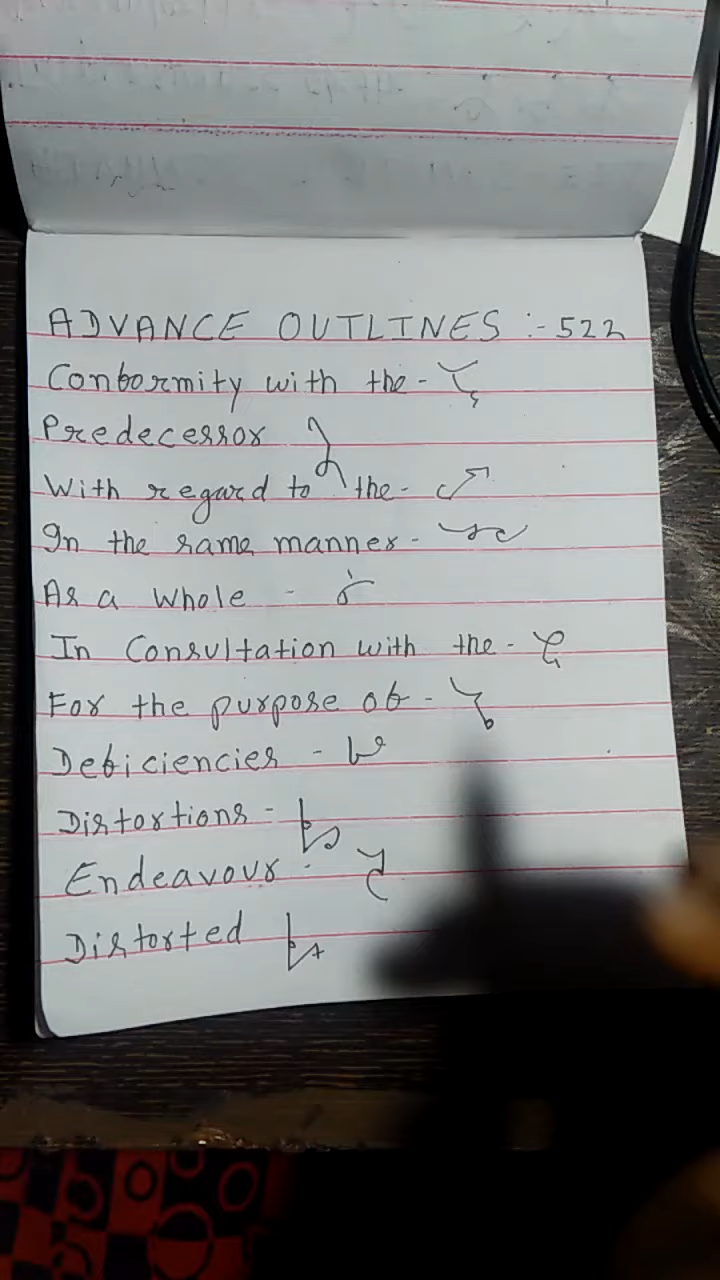 ADVANCE OUTLINES :- 522
Conformity with the -
Predecessor
With regard to the -
In the same manner -
As a whole -
In Consultation with the -
For the purpose of -
Deficiencies -
Distortions -
Endeavour -
Distorted